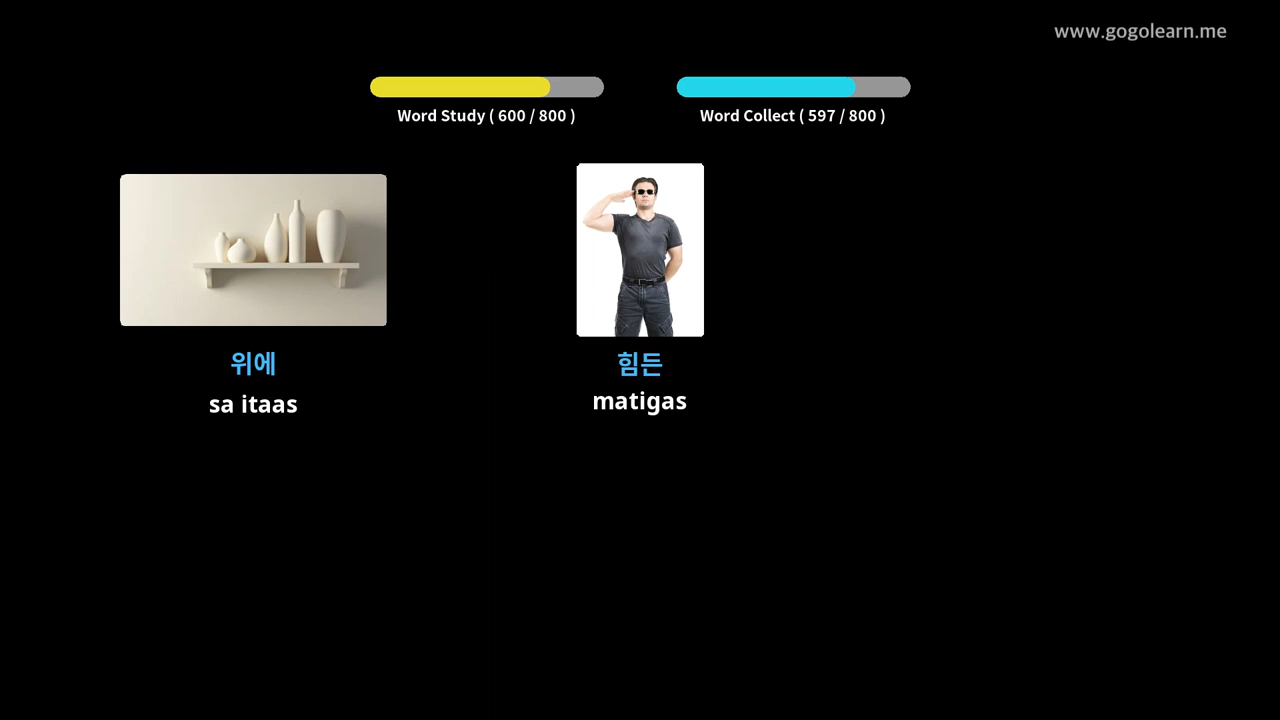 www.gogolearn.me
Word Study ( 600 / 800 )
Word Collect ( 597 / 800 )
위에
sa itaas
힘든
matigas